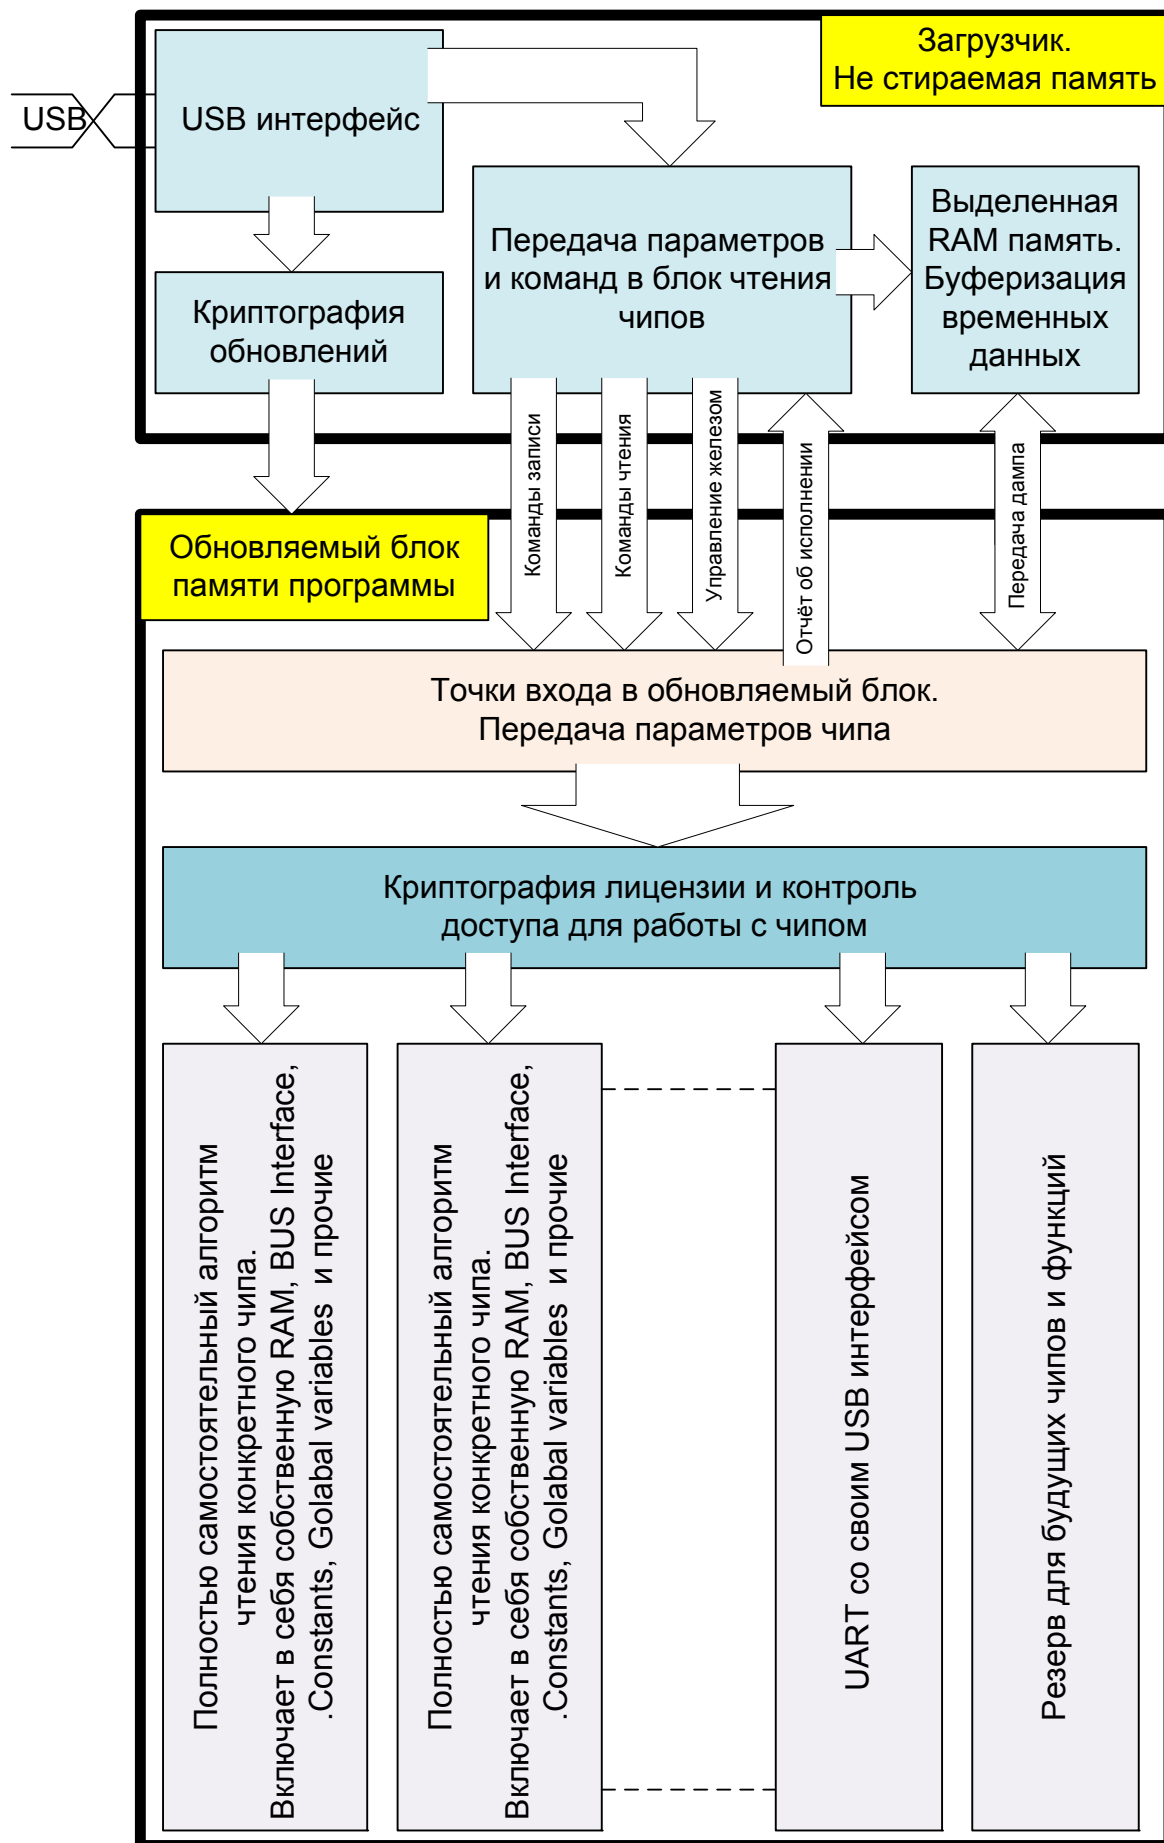 Загрузчик.
Не стираемая память
USB
USB интерфейс
Передача параметров
и команд в блок чтения
чипов
Выделенная
RAM память.
Буферизация
временных
данных
Криптография
обновлений
Команды записи
Команды чтения
Управление железом
Отчёт об исполнении
Передача дампа
Обновляемый блок
памяти программы
Точки входа в обновляемый блок.
Передача параметров чипа
Криптография лицензии и контроль
доступа для работы с чипом
Полностью самостоятельный алгоритм
чтения конкретного чипа.
Включает в себя собственную RAM, BUS Interface,
.Constants, Golabal variables и прочие
Полностью самостоятельный алгоритм
чтения конкретного чипа.
Включает в себя собственную RAM, BUS Interface,
.Constants, Golabal variables и прочие
UART со своим USB интерфейсом
Резерв для будущих чипов и функций